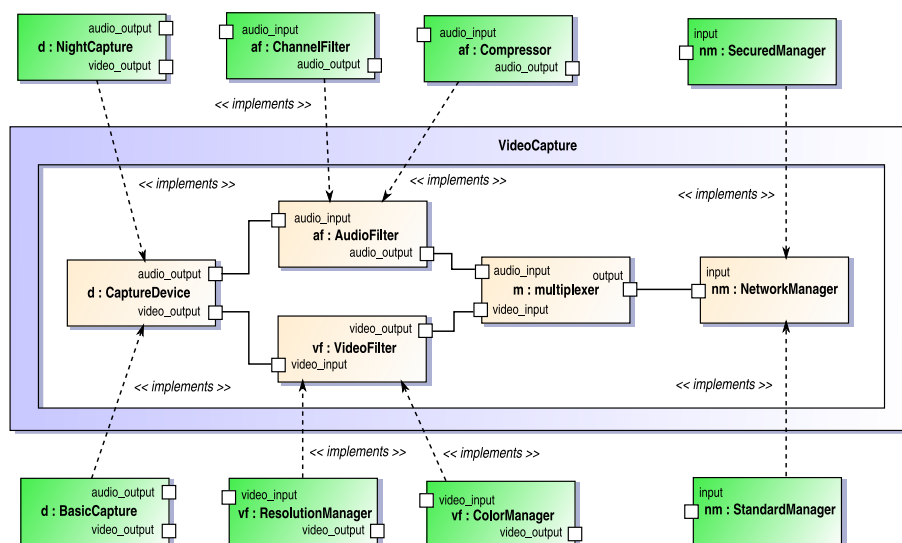 audio_output
d : NightCapture
video_output
audio_input
af : ChannelFilter
audio_output
audio_input
af : Compressor
audio_output
input
nm : SecuredManager
<< implements >>
VideoCapture
<< implements >>
<< implements >>
<< implements >>
audio_input
af : AudioFilter
audio_output
audio_output
d : CaptureDevice
video_output
audio_input
output
m : multiplexer
video_input
input
nm : NetworkManager
video_output
vf : VideoFilter
video_input
<< implements >>
<< implements >>
<< implements >>
<< implements >>
audio_output
d : BasicCapture
video_output
video_input
vf : ResolutionManager
video_output
video_input
vf : ColorManager
video_output
input
nm : StandardManager